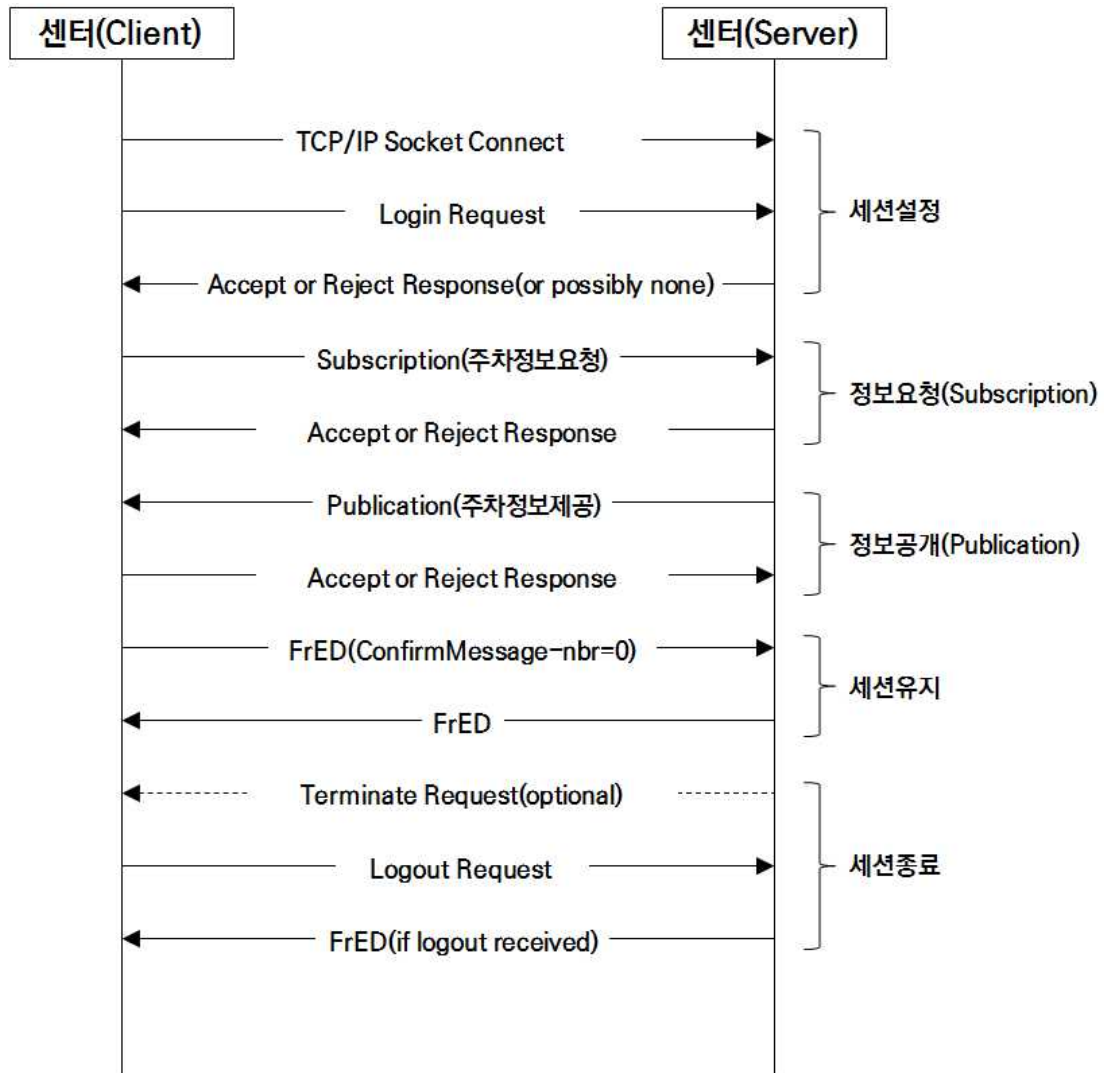 센터(Client)
센터(Server)
TCP/IP Socket Connect
Login Request
세션설정
Accept or Reject Response(or possibly none)
Subscription(주차정보요청)
정보요청(Subscription)
Accept or Reject Response
Publication(주차정보제공)
정보공개(Publication)
Accept or Reject Response
FrED(ConfirmMessage-nbr=0)
세션유지
FrED
Terminate Request(optional)
Logout Request
세션종료
FrED(if logout received)